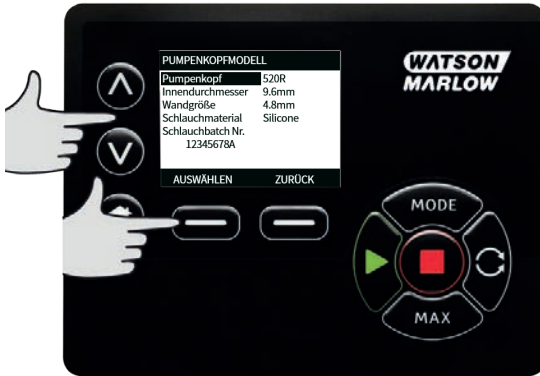 PUMPENKOPFMODELL
Pumpenkopf 520R
Innendurchmesser 9.6mm
Wandgröße 4.8mm
Schlauchmaterial Silicone
Schlauchbatch Nr.
12345678A
AUSWÄHLEN ZURÜCK
WATSON
MARLOW
MODE
MAX